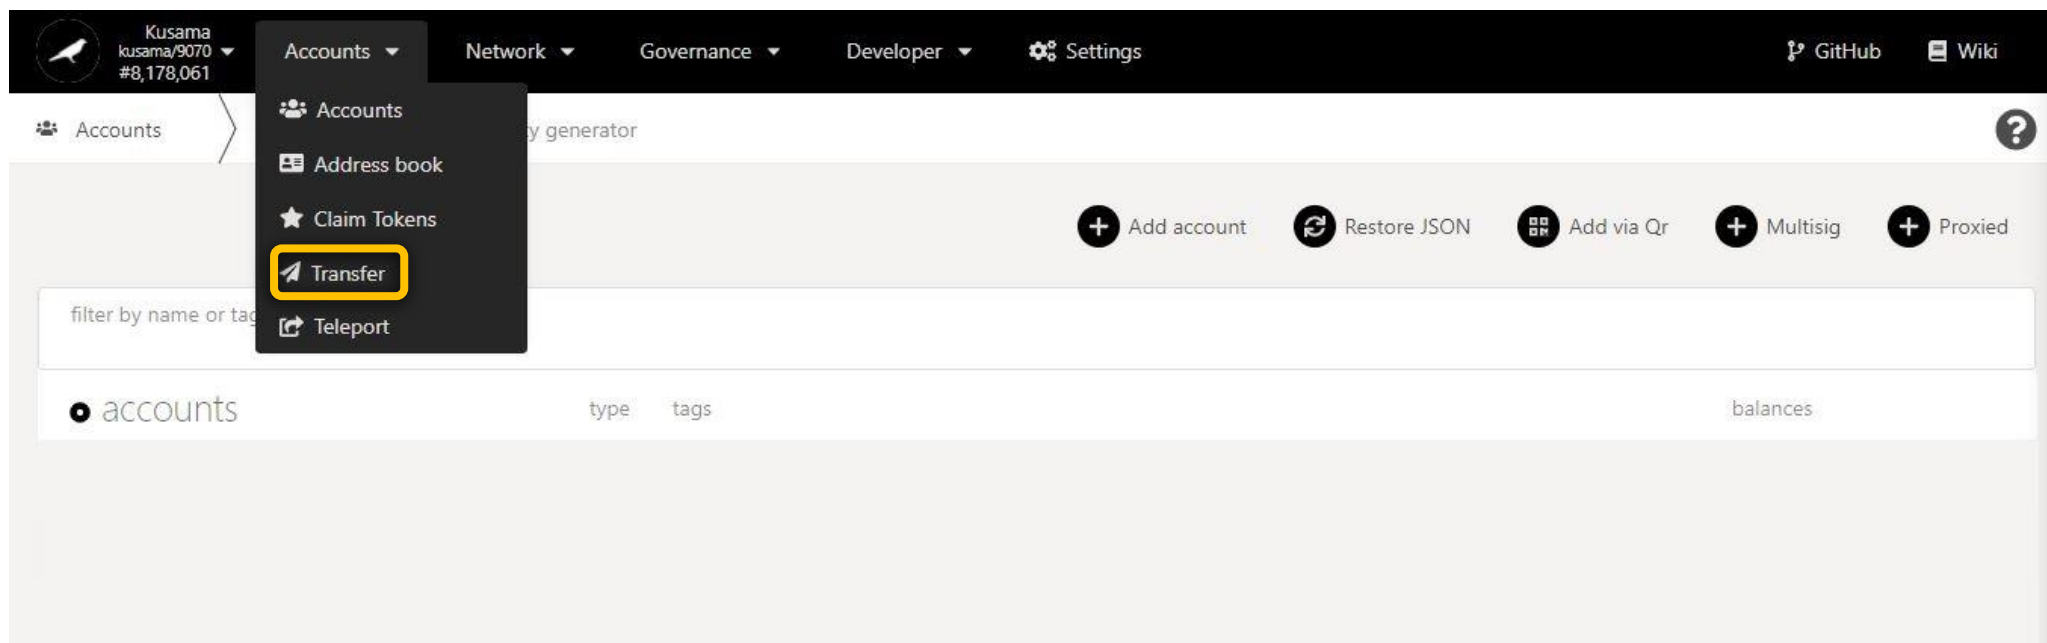 Kusama
kusama/9070
#8,178,061
Accounts
Network
Governance
Developer
Settings
GitHub
Wiki
Accounts
Address book
Claim Tokens
Transfer
Teleport
Accounts
generator
Add account
Restore JSON
Add via Qr
Multisig
Proxied
filter by name or
accounts
type
tags
balances